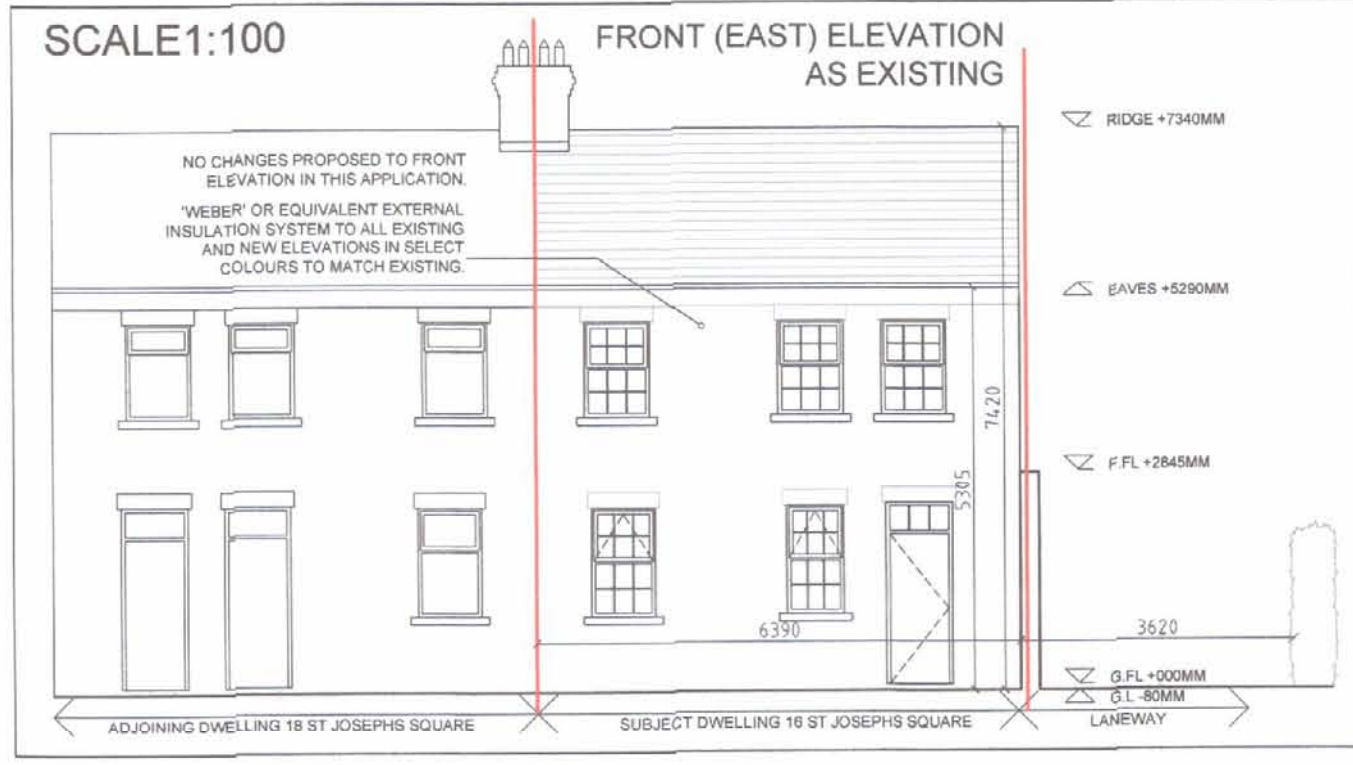 SCALE1:100
FRONT (EAST) ELEVATION
AS EXISTING
RIDGE +7340MM
NO CHANGES PROPOSED TO FRONT
ELEVATION IN THIS APPLICATION.
'WEBER' OR EQUIVALENT EXTERNAL
INSULATION SYSTEM TO ALL EXISTING
AND NEW ELEVATIONS IN SELECT
COLOURS TO MATCH EXISTING.
EAVES +5290MM
7420
F.FL +2845MM
5305
6390
3620
G.FL +000MM
G.L -80MM
ADJOINING DWELLING 18 ST JOSEPHS SQUARE
SUBJECT DWELLING 16 ST JOSEPHS SQUARE
LANEWAY